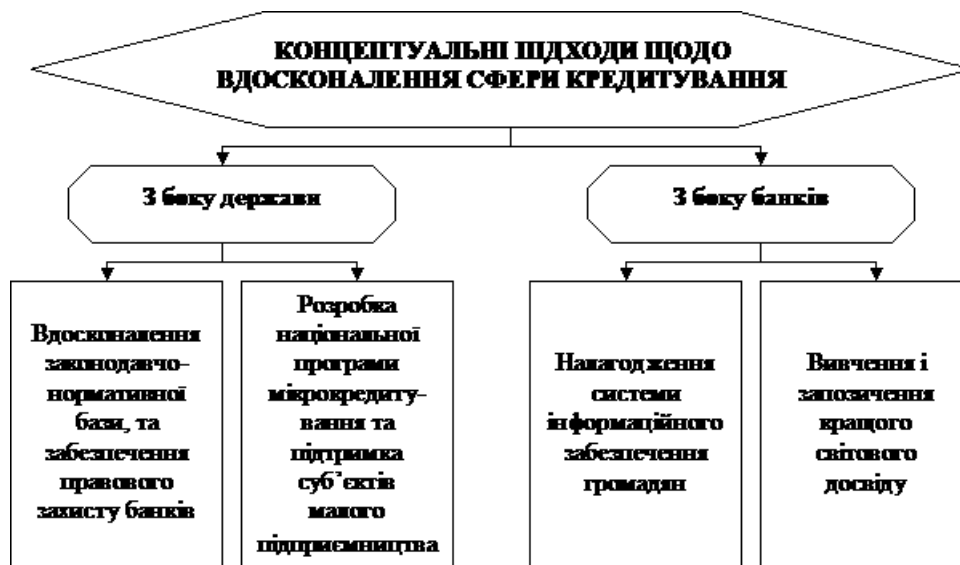 КОНЦЕПТУАЛЬНІ ПІДХОДИ ЩОДО
ВДОСКОНАЛЕННЯ СФЕРИ КРЕДИТУВАННЯ
З боку держави
З боку банків
Вдосконалення
законодавчо-
нормативної
бази, та
забезпечення
правового
захисту банків
Розробка
національної
програми
мікрокредиту-
вання та
підтримка
суб’єктів
малого
підприємництва
Налагодження
системи
інформаційного
забезпечення
громадян
Вивчення і
запозичення
кращого
світового
досвіду